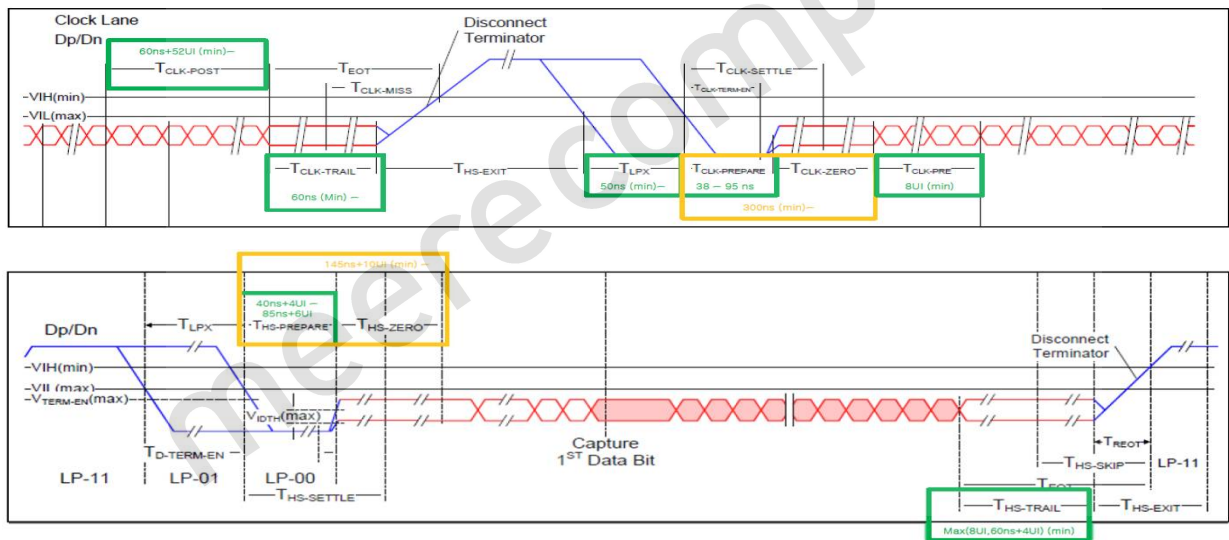 Clock Lane
Dp/Dn
Disconnect
Terminator
60ns+52UI (min)~
TCLK-POST
TEOT
TCLK-MISS
TCLK-SETTLE
TCLK-TERM-EN
VIH(min)
VIL(max)
TCLK-TRAIL
60ns (Min) ~
THS-EXIT
TLPX
50ns (min)~
TCLK-PREPARE
38 ~ 95 ns
TCLK-ZERO
300ns (min)~
TCLK-PRE
8UI (min)
145ns+10UI (min) ~
40ns+4UI ~
85ns+6UI
Dp/Dn
TLPX
THS-PREPARE
THS-ZERO
Disconnect
Terminator
VIH(min)
VIL(max)
VTERM-EN(max)
VIDTH(max)
TD-TERM-EN
Capture
1ST Data Bit
TREOT
LP-11
LP-01
LP-00
THS-SKIP
LP-11
THS-SETTLE
TEOT
THS-TRAIL
THS-EXIT
Max(8UI,60ns+4UI) (min)
meerecomp